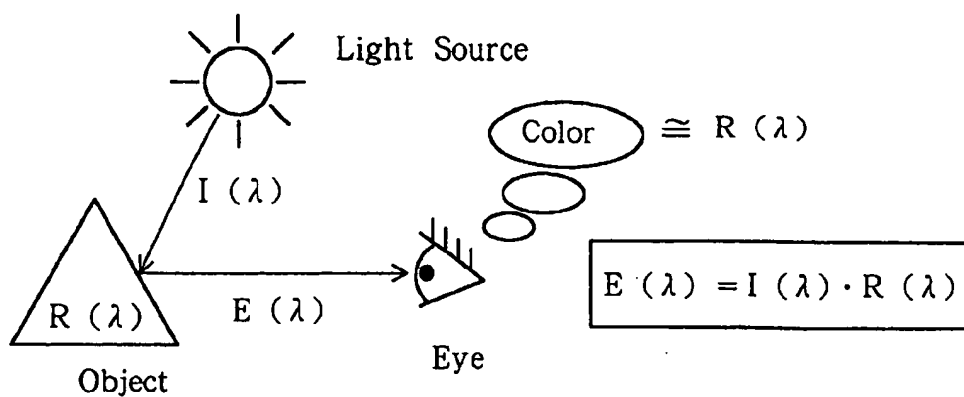 Light Source
Color ≅ R (λ)
I (λ)
R (λ)
E (λ)
E (λ) = I (λ) · R (λ)
Eye
Object